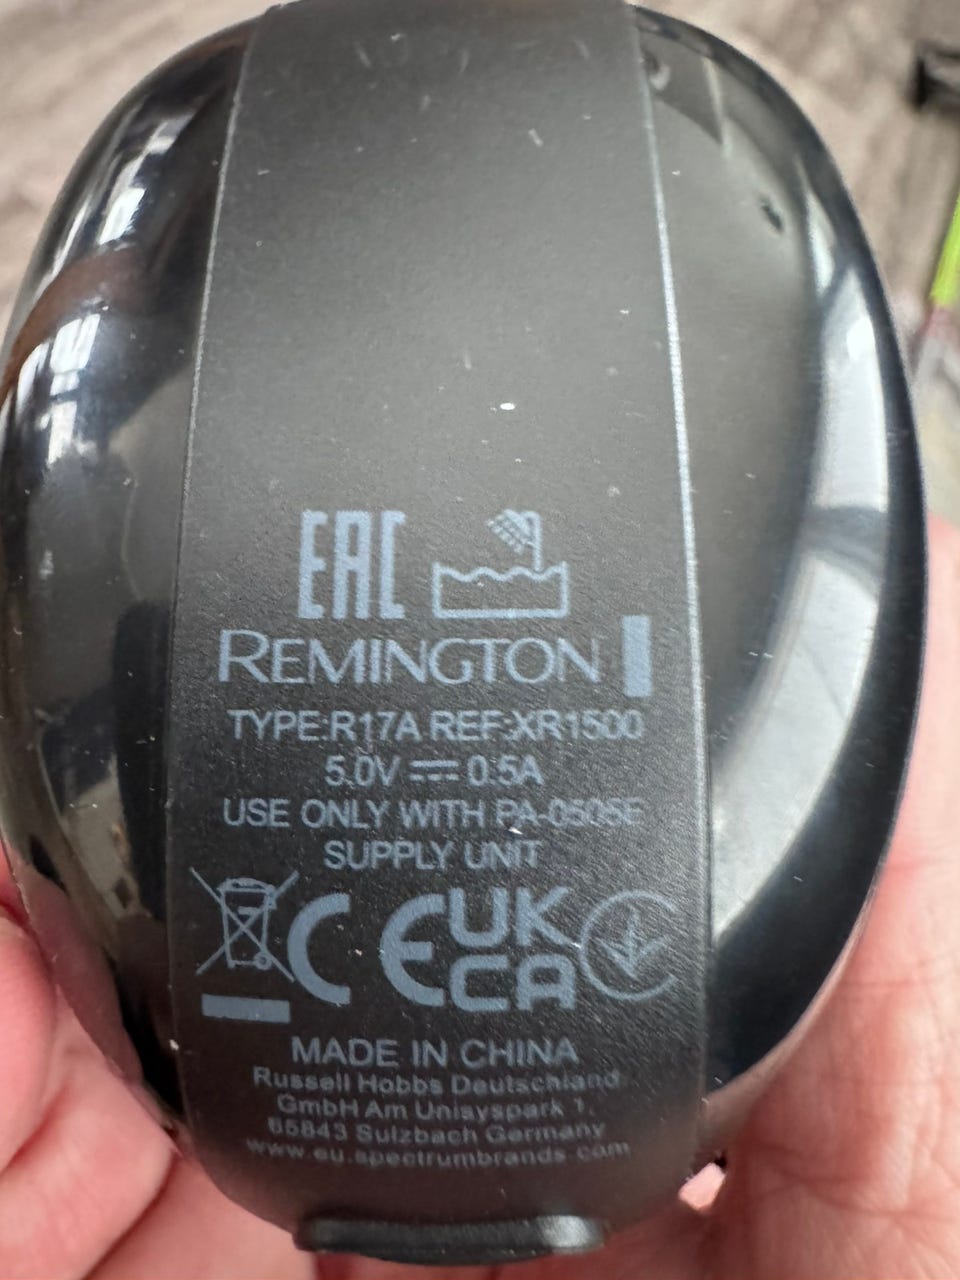 EAC
REMINGTON
TYPE:R17A REF:XR1500
5.0V 0.5A
USE ONLY WITH PA-0505E
SUPPLY UNIT
CE UK
CA
MADE IN CHINA
Russell Hobbs Deutschland
GmbH Am Unisyspark 1,
65843 Sulzbach Germany
www.eu.spectrumbrands.com